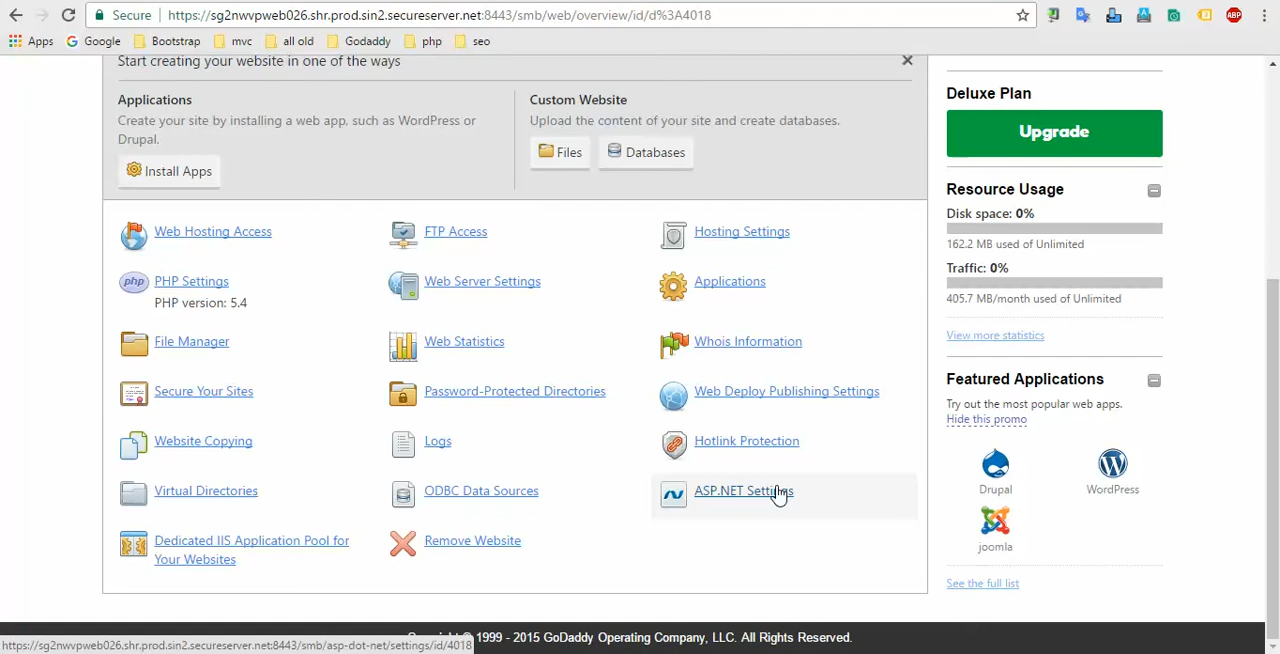 Secure
https://sg2nwvpweb026.shr.prod.sin2.secureserver.net:8443/smb/web/overview/id/d%3A4018
ABP
Apps
Google
Bootstrap
mvc
all old
Godaddy
php
seo
Start creating your website in one of the ways
Applications
Create your site by installing a web app, such as WordPress or
Drupal.
Install Apps
Custom Website
Upload the content of your site and create databases.
Files
Databases
Web Hosting Access
FTP Access
Hosting Settings
php
PHP Settings
PHP version: 5.4
Web Server Settings
Applications
File Manager
Web Statistics
Whois Information
Secure Your Sites
Password-Protected Directories
Web Deploy Publishing Settings
Website Copying
Logs
Hotlink Protection
Virtual Directories
ODBC Data Sources
ASP.NET Settings
Dedicated IIS Application Pool for
Your Websites
Remove Website
Deluxe Plan
Upgrade
Resource Usage
Disk space: 0%
162.2 MB used of Unlimited
Traffic: 0%
405.7 MB/month used of Unlimited
View more statistics
Featured Applications
Try out the most popular web apps.
Hide this promo
Drupal
WordPress
joomla
See the full list
© 1999 - 2015 GoDaddy Operating Company, LLC. All Rights Reserved.
https://sg2nwvpweb026.shr.prod.sin2.secureserver.net:8443/smb/asp-dot-net/settings/id/4018